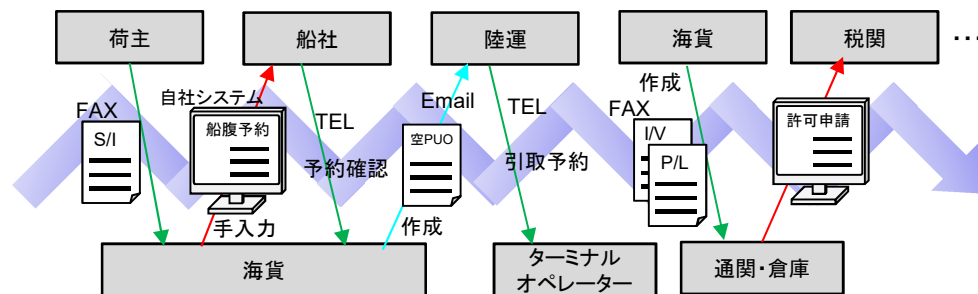 荷主
船社
陸運
海貨
税関
…
FAX
S/I
自社システム
船腹予約
手入力
TEL
予約確認
Email
空PUO
作成
TEL
引取予約
作成
FAX
I/V
P/L
許可申請
海貨
ターミナル
オペレーター
通関・倉庫